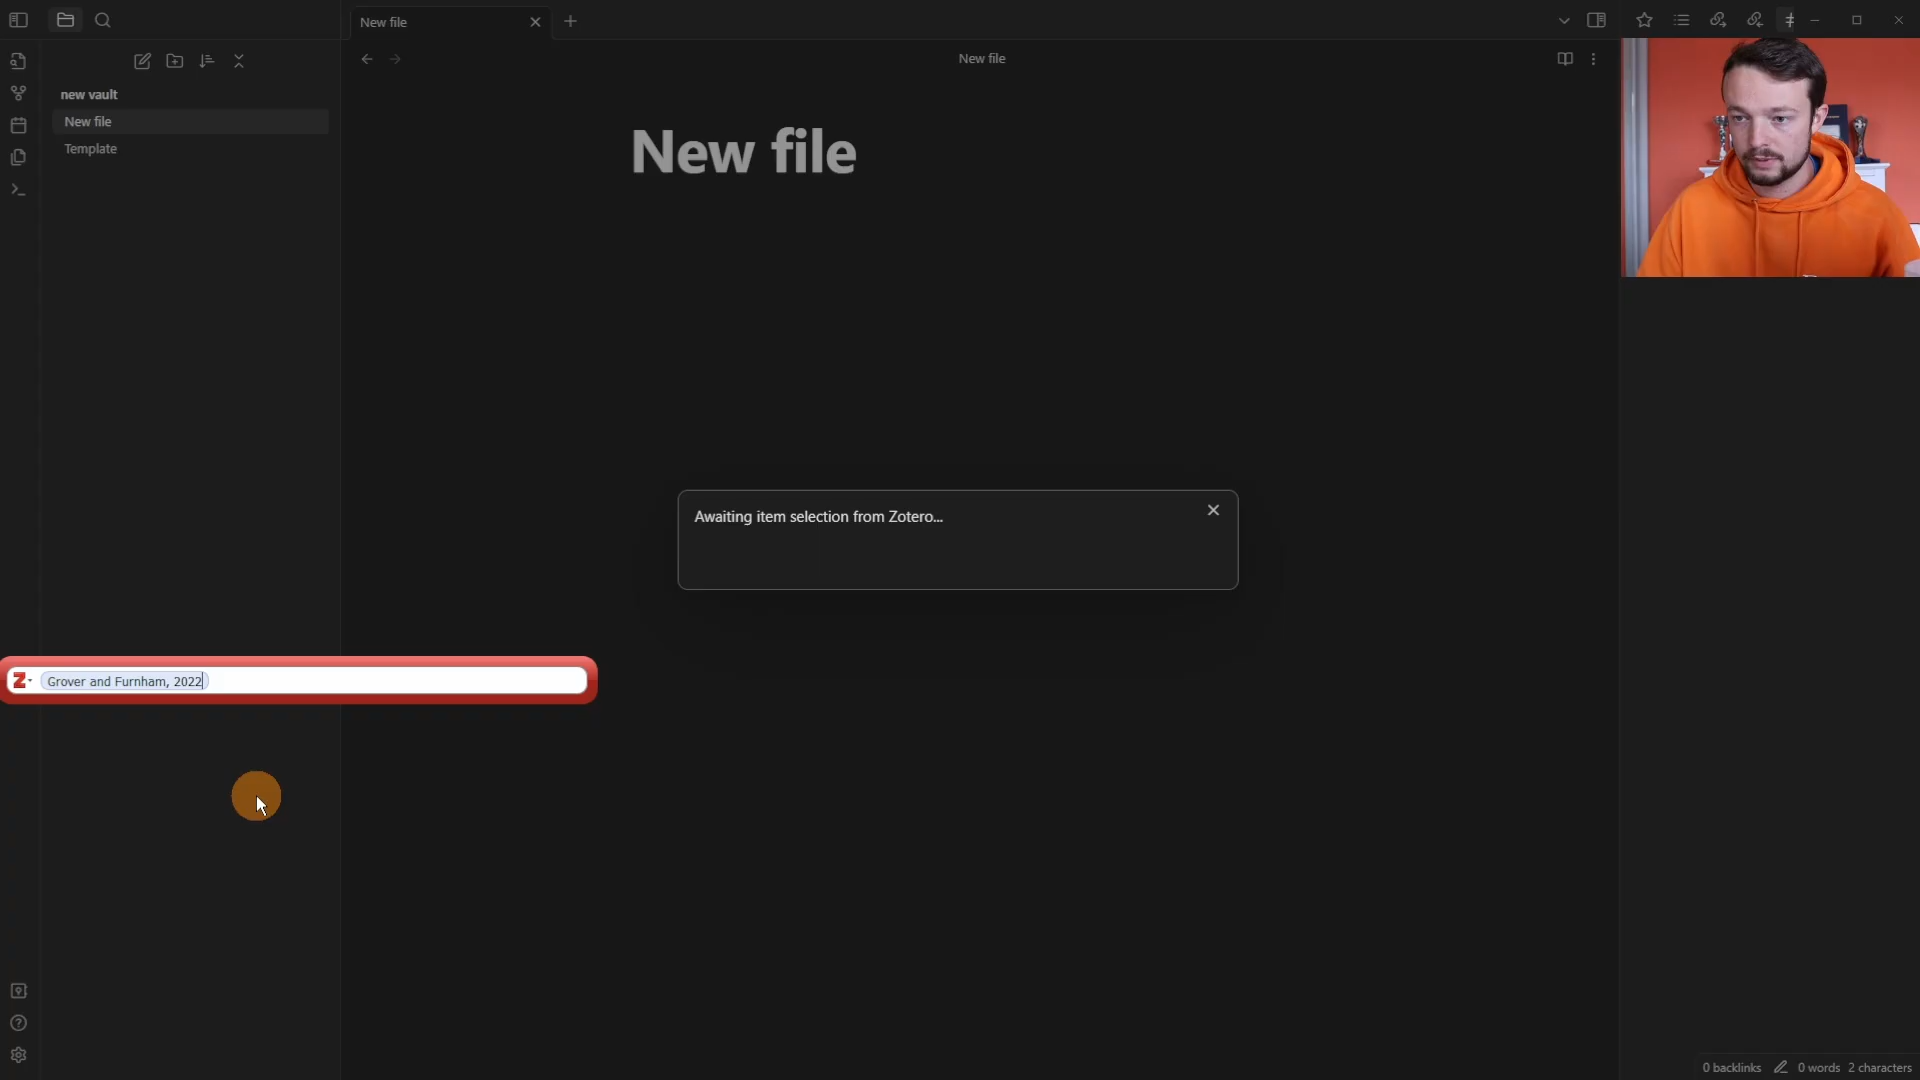 New file
New file
new vault
New file
Template
New file
Awaiting item selection from Zotero...
Z Grover and Furnham, 2022
0 backlinks 0 words 2 characters